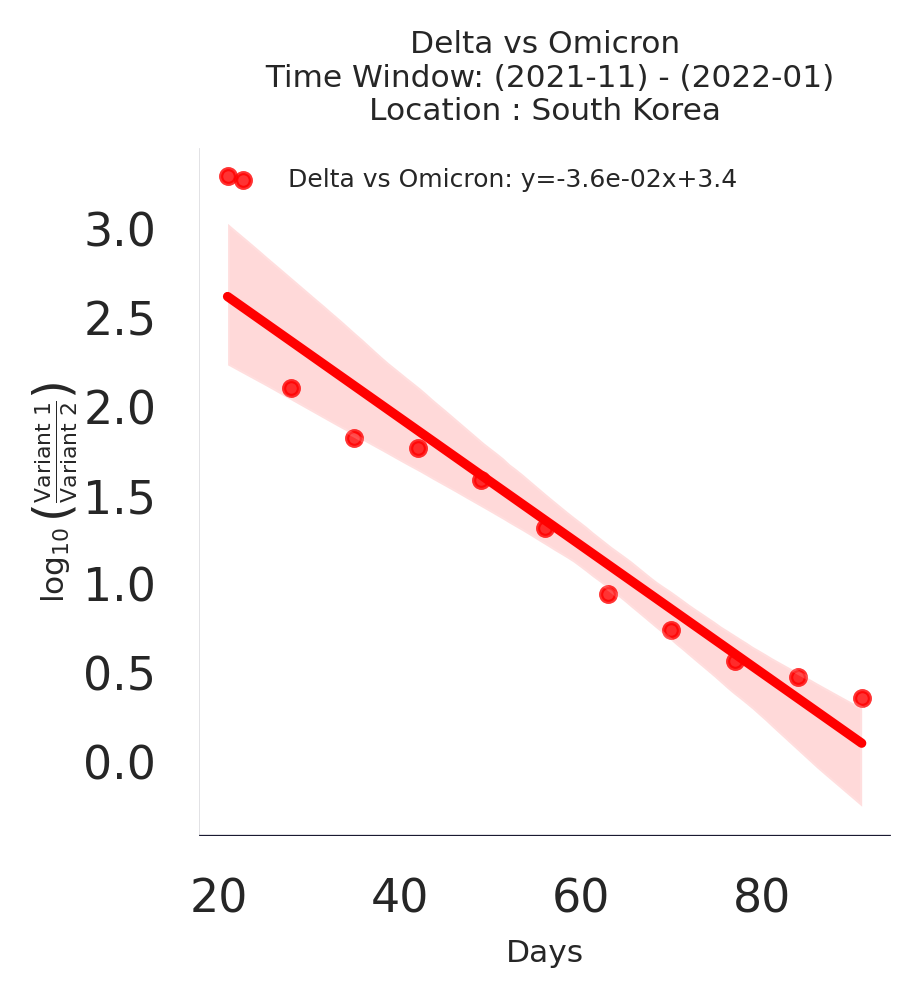 Delta vs Omicron
Time Window: (2021-11) - (2022-01)
Location : South Korea
Delta vs Omicron: y=-3.6e-02x+3.4
3.0
2.5
2.0
1.5
1.0
0.5
0.0
log10 (Variant 1/Variant 2)
20 40 60 80
Days